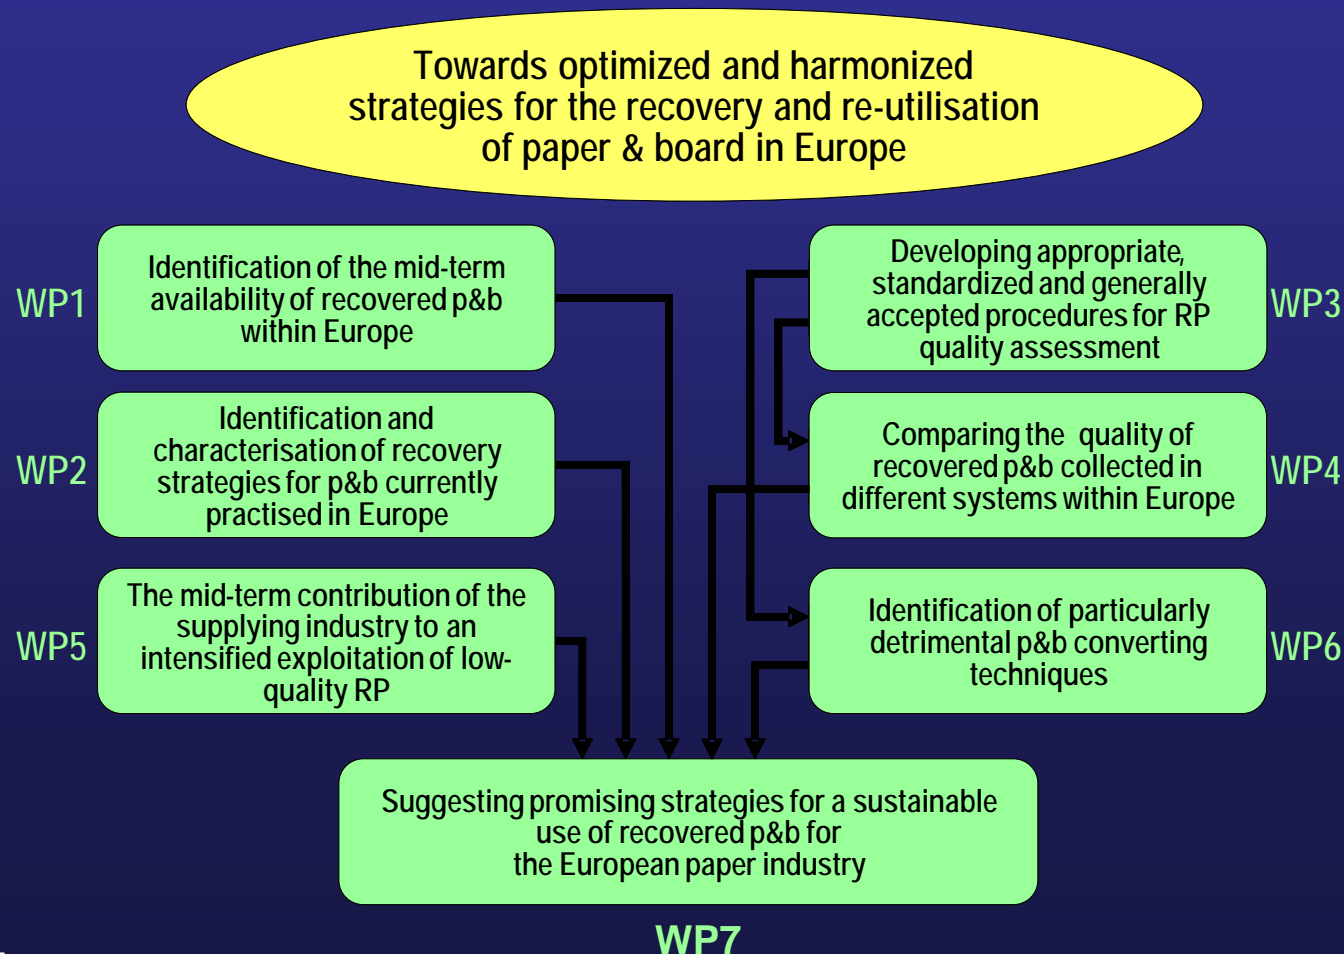 Towards optimized and harmonized
strategies for the recovery and re-utilisation
of paper & board in Europe
WP1
Identification of the mid-term
availability of recovered p&b
within Europe
Developing appropriate,
standardized and generally
accepted procedures for RP
quality assessment
WP3
WP2
Identification and
characterisation of recovery
strategies for p&b currently
practised in Europe
Comparing the quality of
recovered p&b collected in
different systems within Europe
WP4
WP5
The mid-term contribution of the
supplying industry to an
intensified exploitation of low-
quality RP
Identification of particularly
detrimental p&b converting
techniques
WP6
Suggesting promising strategies for a sustainable
use of recovered p&b for
the European paper industry
WP7